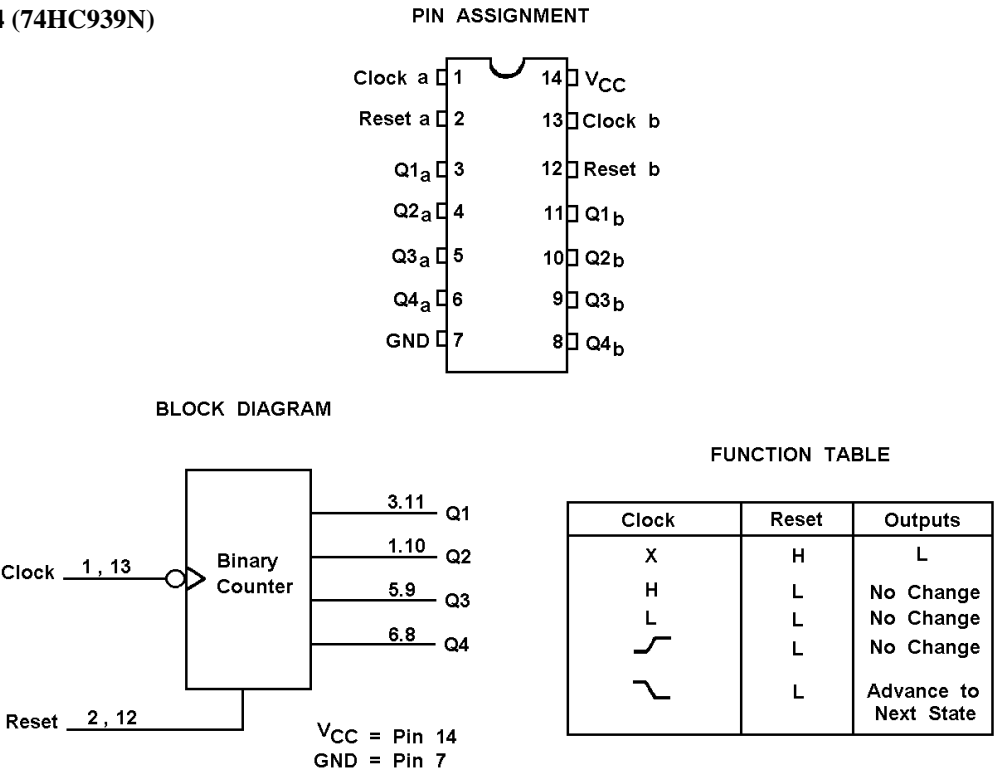 4 (74HC939N)
PIN ASSIGNMENT
Clock a 1 14 VCC
Reset a 2 13 Clock b
Q1a 3 12 Reset b
Q2a 4 11 Q1b
Q3a 5 10 Q2b
Q4a 6 9 Q3b
GND 7 8 Q4b
BLOCK DIAGRAM
Clock 1 , 13
Binary
Counter
3.11 Q1
1.10 Q2
5.9 Q3
6.8 Q4
Reset 2 , 12
VCC = Pin 14
GND = Pin 7
FUNCTION TABLE
Clock Reset Outputs
X H L
H L No Change
L L No Change
L No Change
L Advance to
Next State